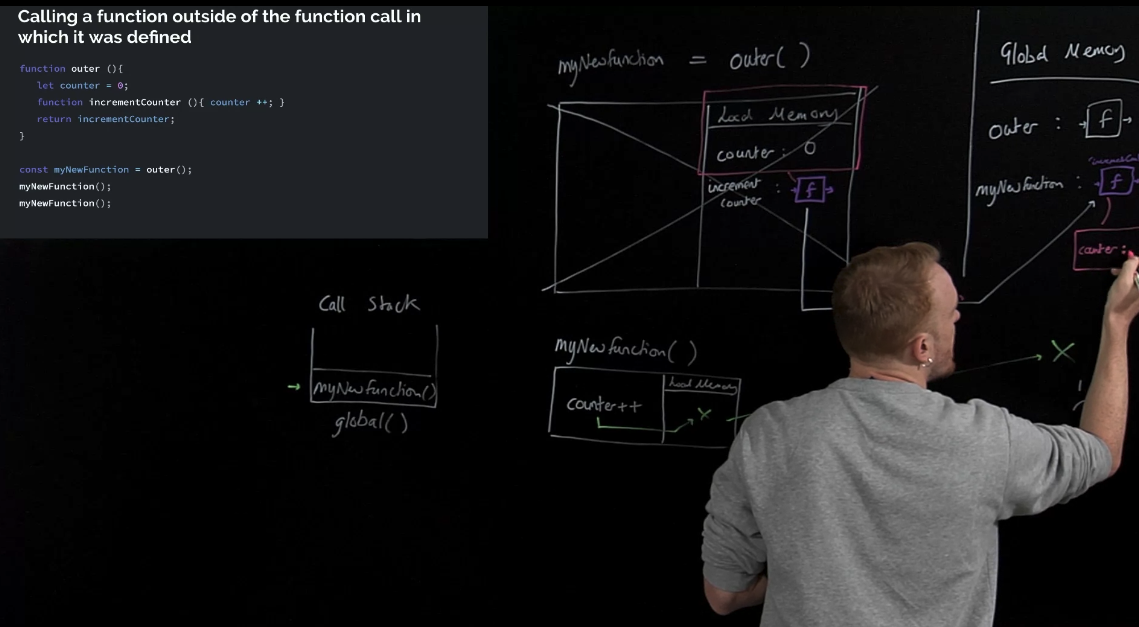 Calling a function outside of the function call in
which it was defined
function outer (){
let counter = 0;
function incrementCounter (){ counter ++; }
return incrementCounter;
}
const myNewFunction = outer();
myNewFunction();
myNewFunction();
myNewfunction = outer( )
Local Memory
counter : 0
increment
counter : f
Global Memory
outer : f
myNewfunction : f
counter :
Call Stack
myNewfunction()
global( )
myNewfunction( )
Local Memory
counter++